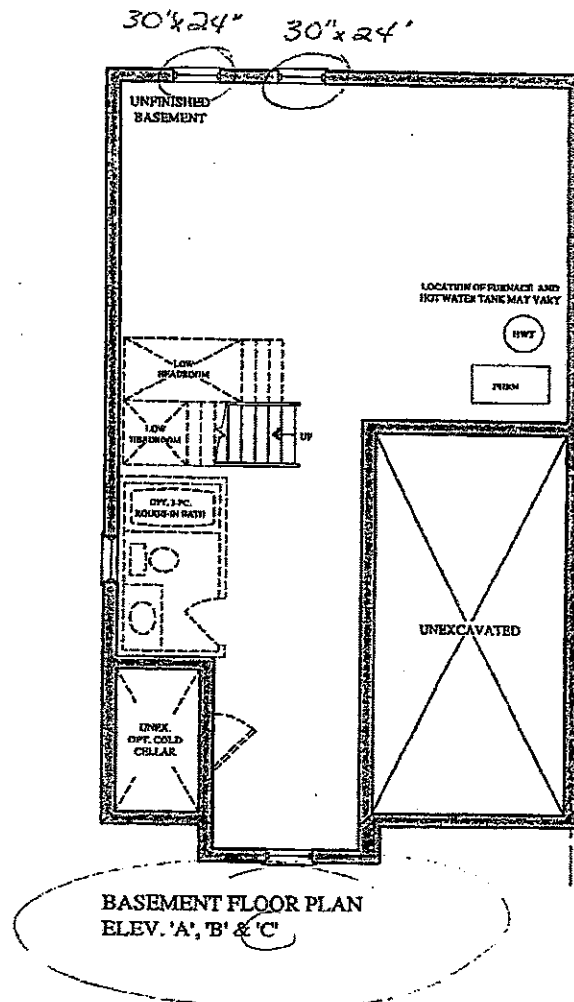 30"x24" 30"x24"
UNFINISHED
BASEMENT
LOCATION OF FURNACE AND
HOT WATER TANK MAY VARY
HWT
FURN
LOW
HEADROOM
LOW
HEADROOM
UP
OPT. 3-PC.
ROUGH-IN BATH
UNEXCAVATED
UNEX.
OPT. COLD
CELLAR
BASEMENT FLOOR PLAN
ELEV. 'A', 'B' & 'C'